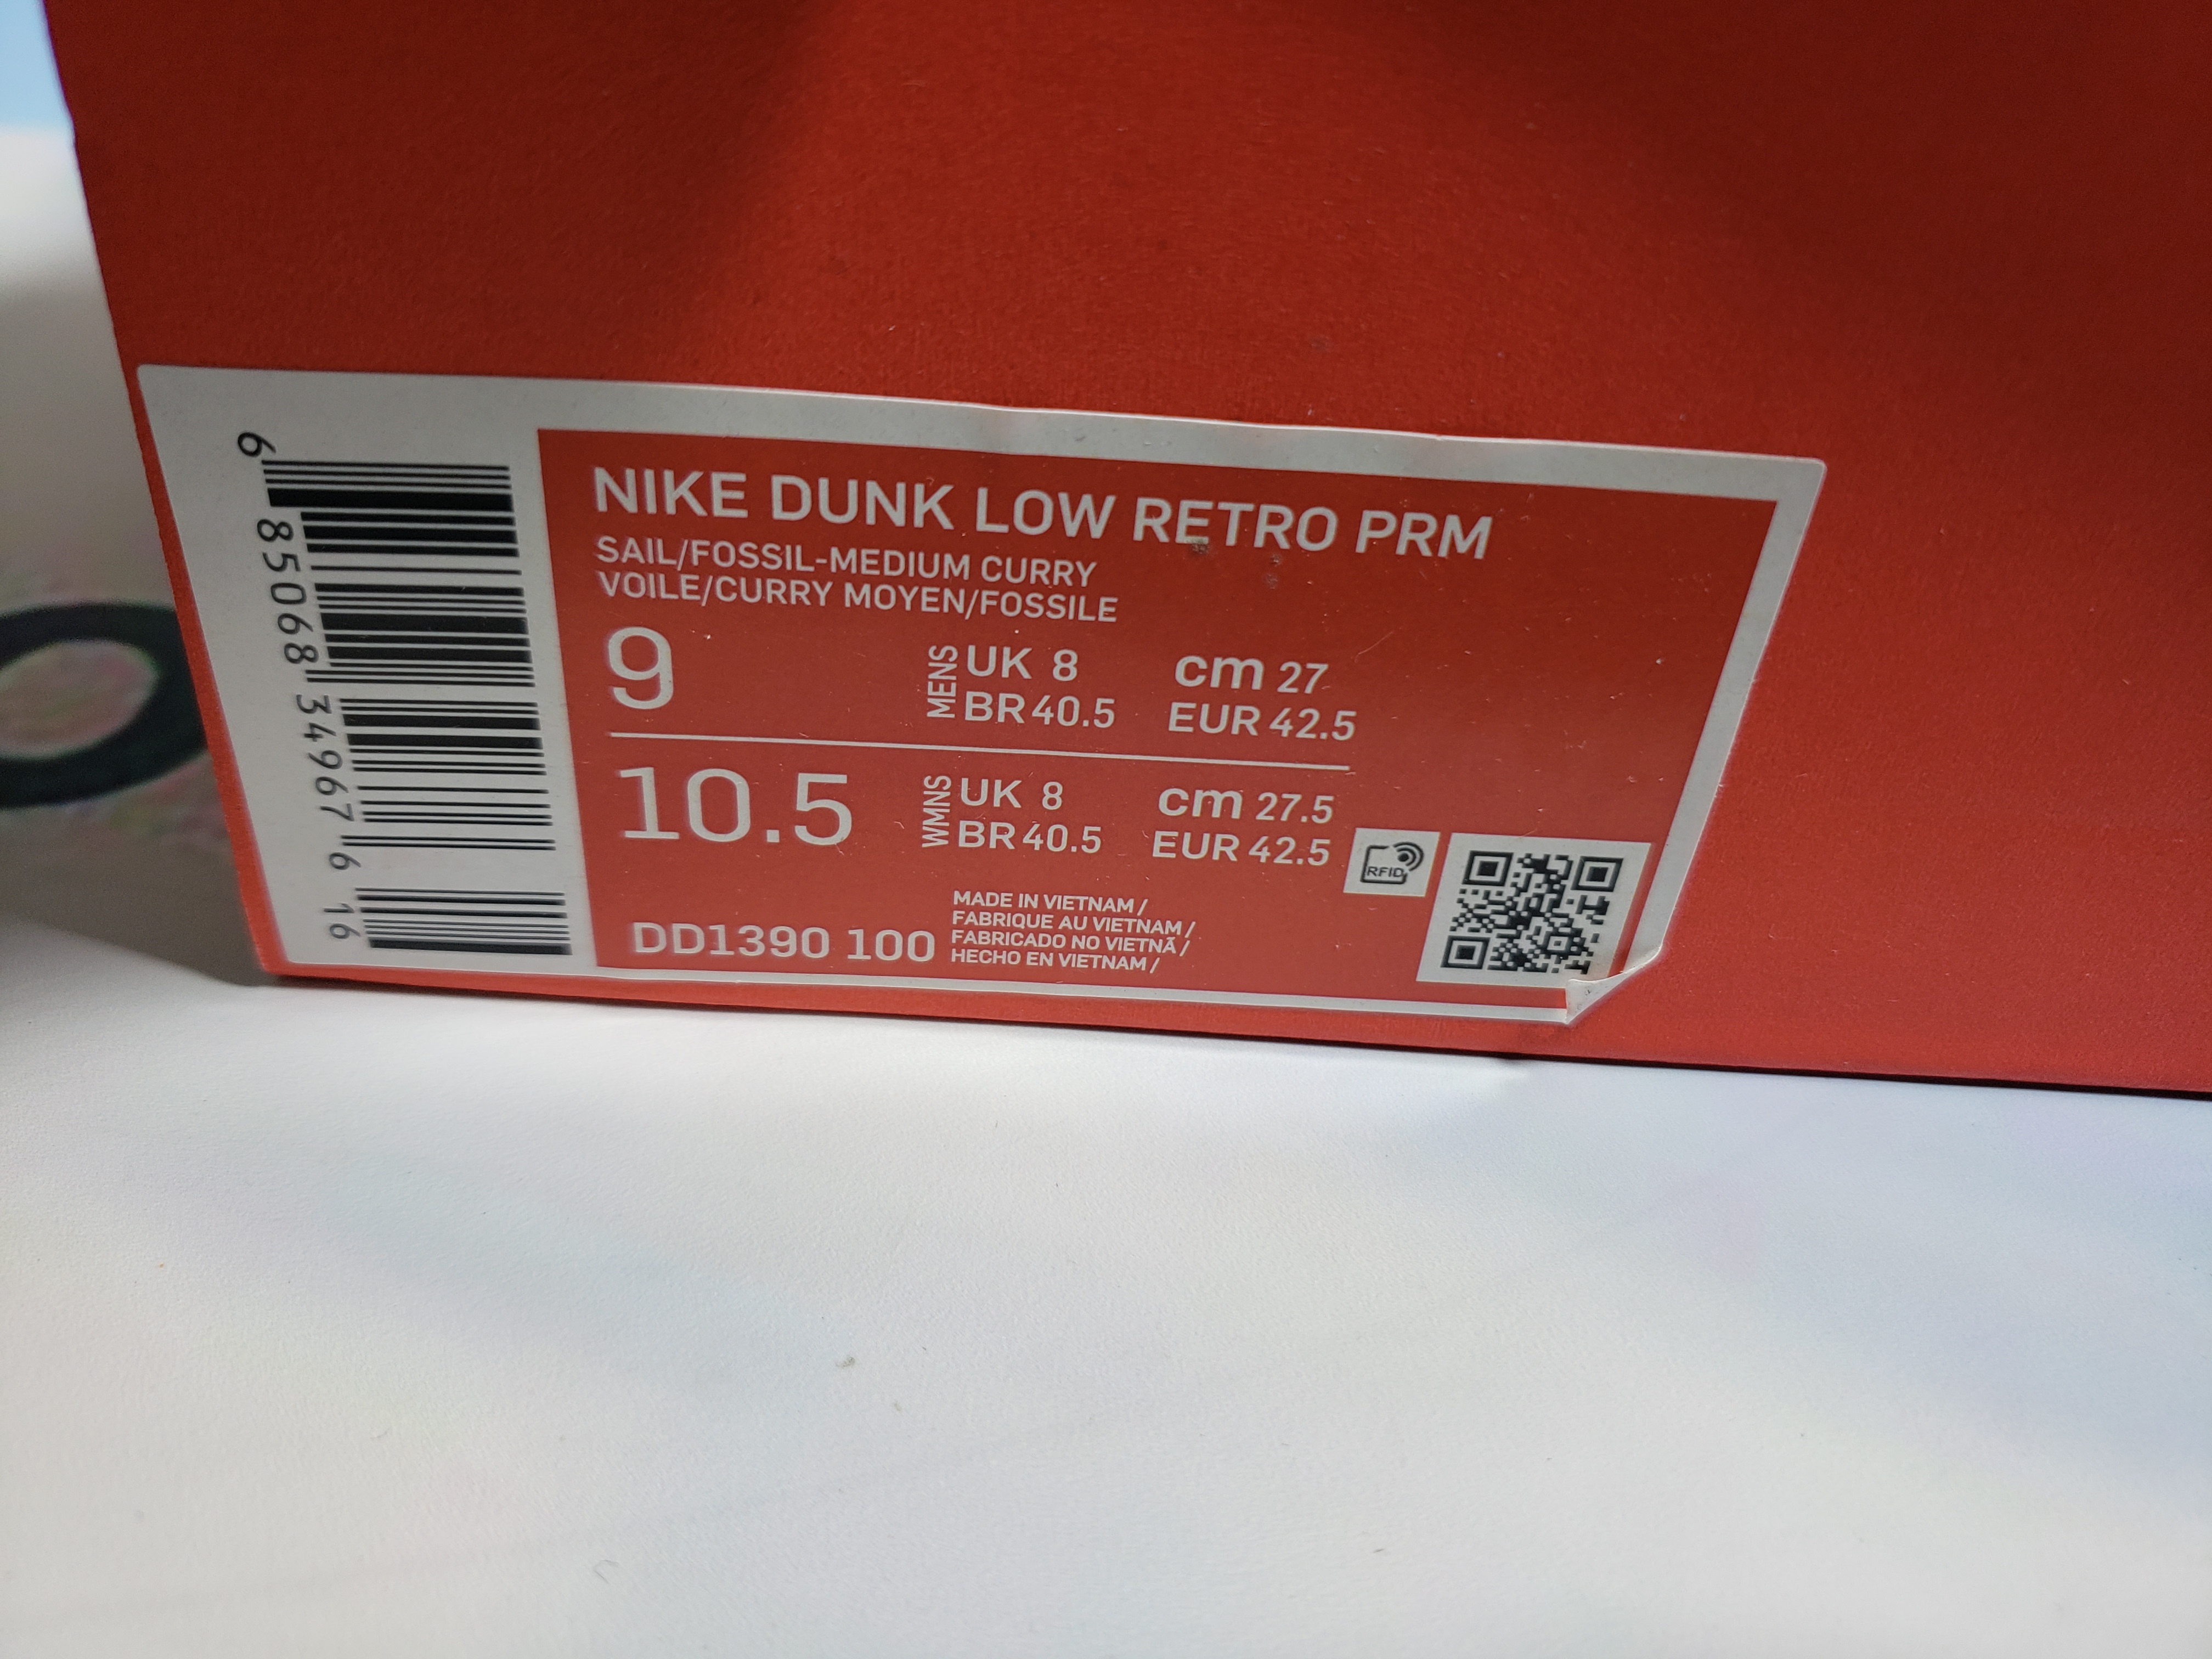 NIKE DUNK LOW RETRO PRM
SAIL/FOSSIL-MEDIUM CURRY
VOILE/CURRY MOYEN/FOSSILE
9 MENS UK 8 cm 27
BR 40.5 EUR 42.5
10.5 WMNS UK 8 cm 27.5
BR 40.5 EUR 42.5
RFID
DD1390 100
MADE IN VIETNAM /
FABRIQUE AU VIETNAM /
FABRICADO NO VIETNÃ /
HECHO EN VIETNAM /
6 85068 34967 6 16